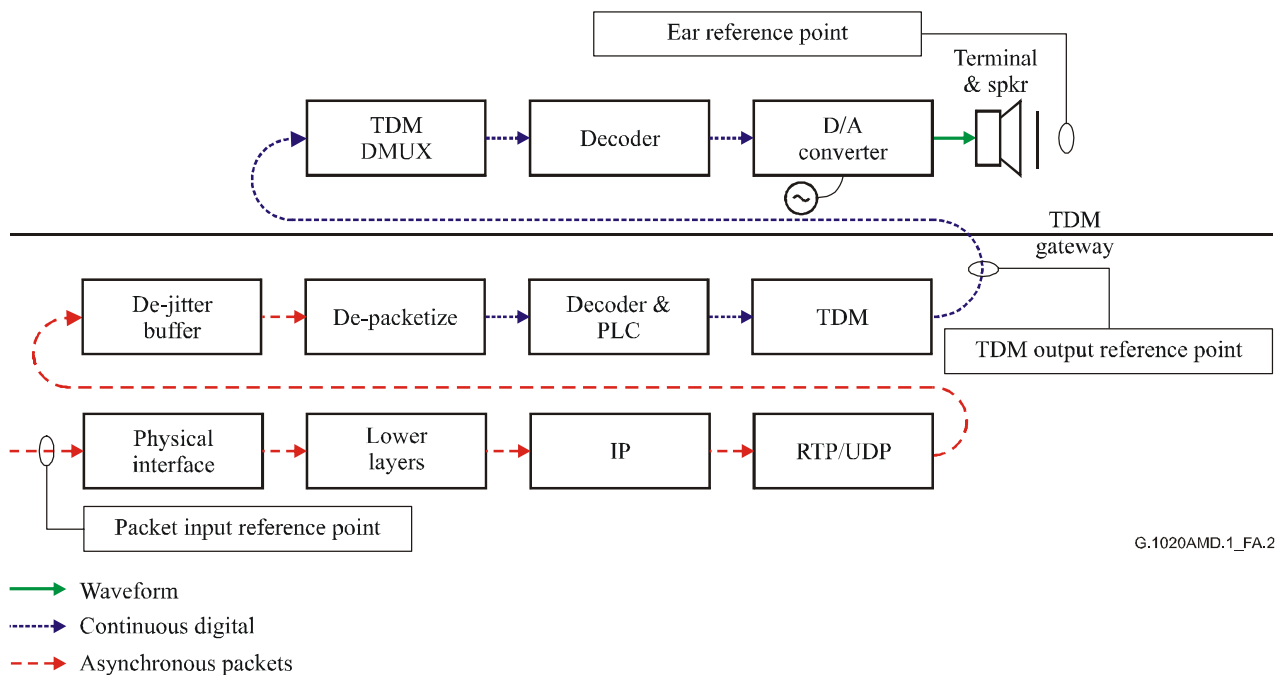 Ear reference point
Terminal
& spkr
TDM
DMUX
Decoder
D/A
converter
TDM
gateway
De-jitter
buffer
De-packetize
Decoder &
PLC
TDM
TDM output reference point
Physical
interface
Lower
layers
IP
RTP/UDP
Packet input reference point
G.1020AMD.1_FA.2
Waveform
Continuous digital
Asynchronous packets